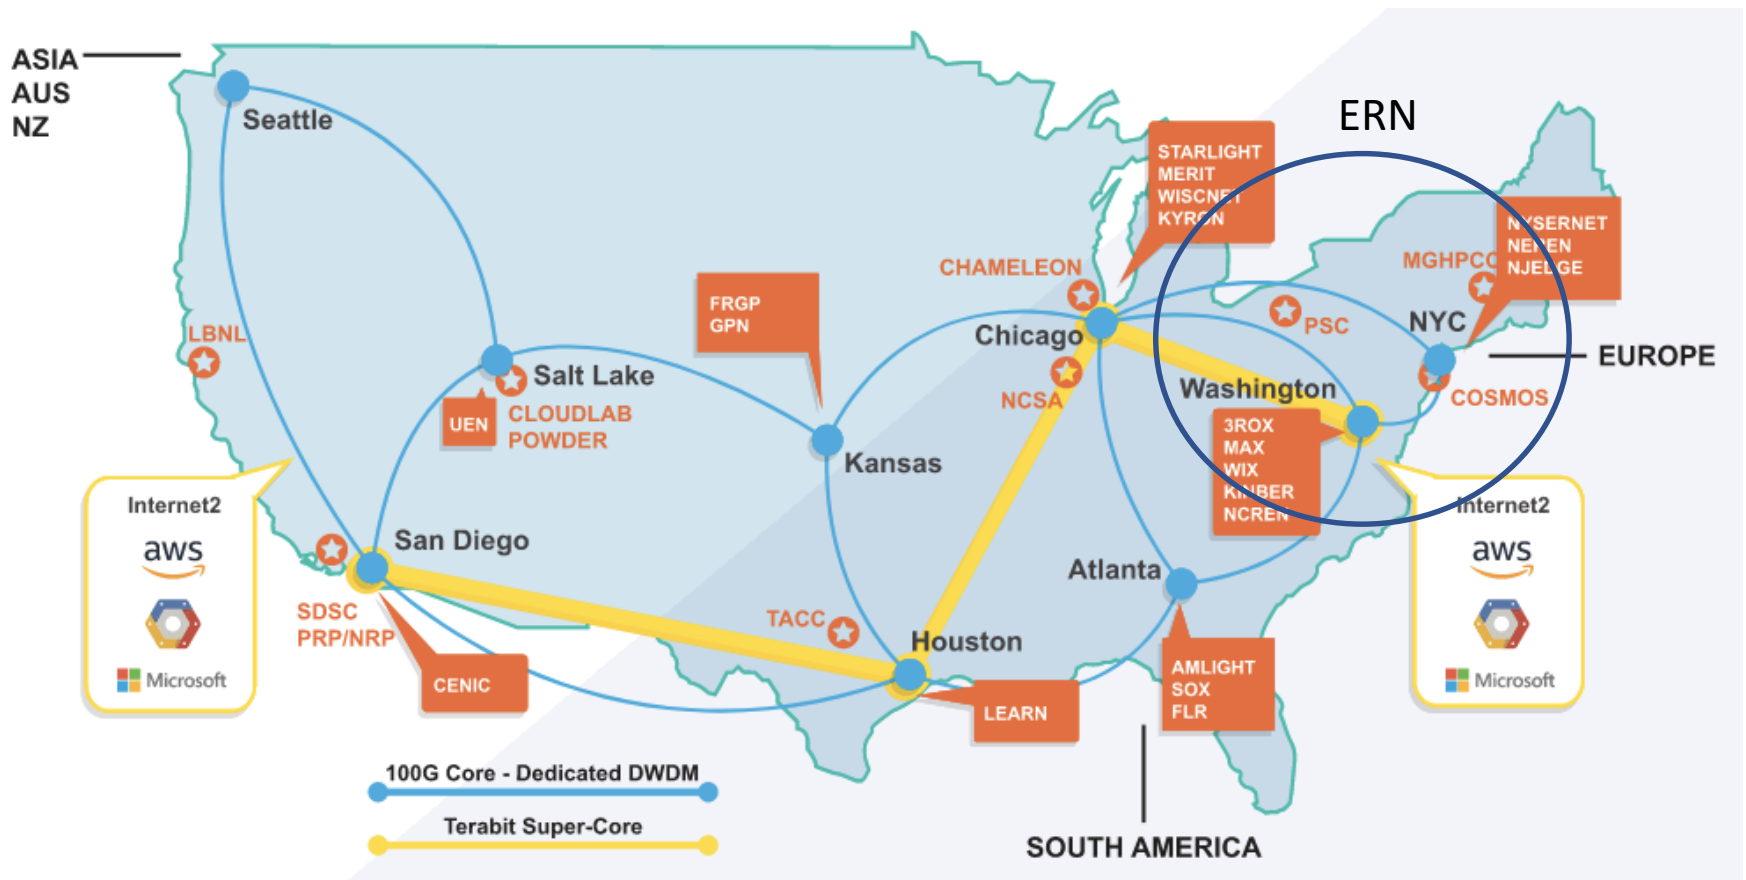 ASIA
AUS
NZ
Seattle
ERN
STARLIGHT
MERIT
WISCNET
KYRON
NYSERNET
NEREN
NJEDGE
MGHPCC
CHAMELEON
FRGP
GPN
PSC
NYC
Chicago
LBNL
EUROPE
Salt Lake
Washington
NCSA
COSMOS
UEN
CLOUDLAB
POWDER
3ROX
MAX
WIX
KINBER
NCREN
Kansas
Internet2
aws
Microsoft
Internet2
aws
Microsoft
San Diego
Atlanta
SDSC
PRP/NRP
TACC
Houston
CENIC
LEARN
AMLIGHT
SOX
FLR
100G Core - Dedicated DWDM
Terabit Super-Core
SOUTH AMERICA